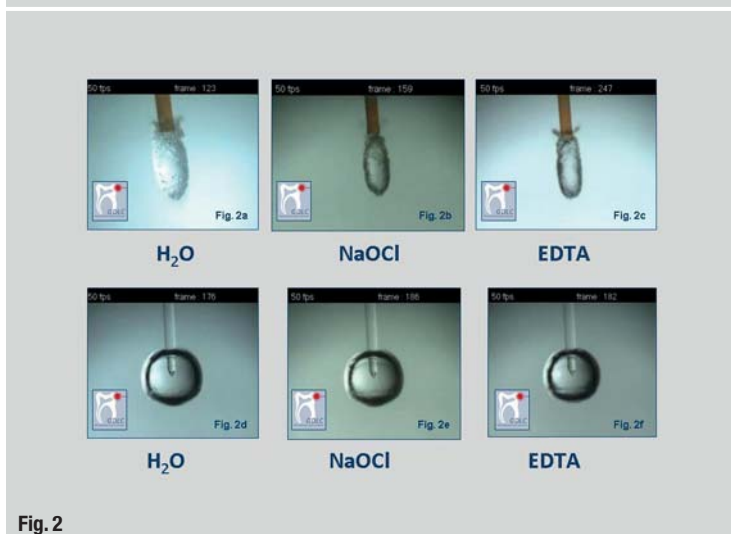 50 fps frame : 123
Fig. 2a
50 fps frame : 159
Fig. 2b
50 fps frame : 247
Fig. 2c
H₂O NaOCl EDTA
50 fps frame : 176
Fig. 2d
50 fps frame : 186
Fig. 2e
50 fps frame : 182
Fig. 2f
H₂O NaOCl EDTA
Fig. 2